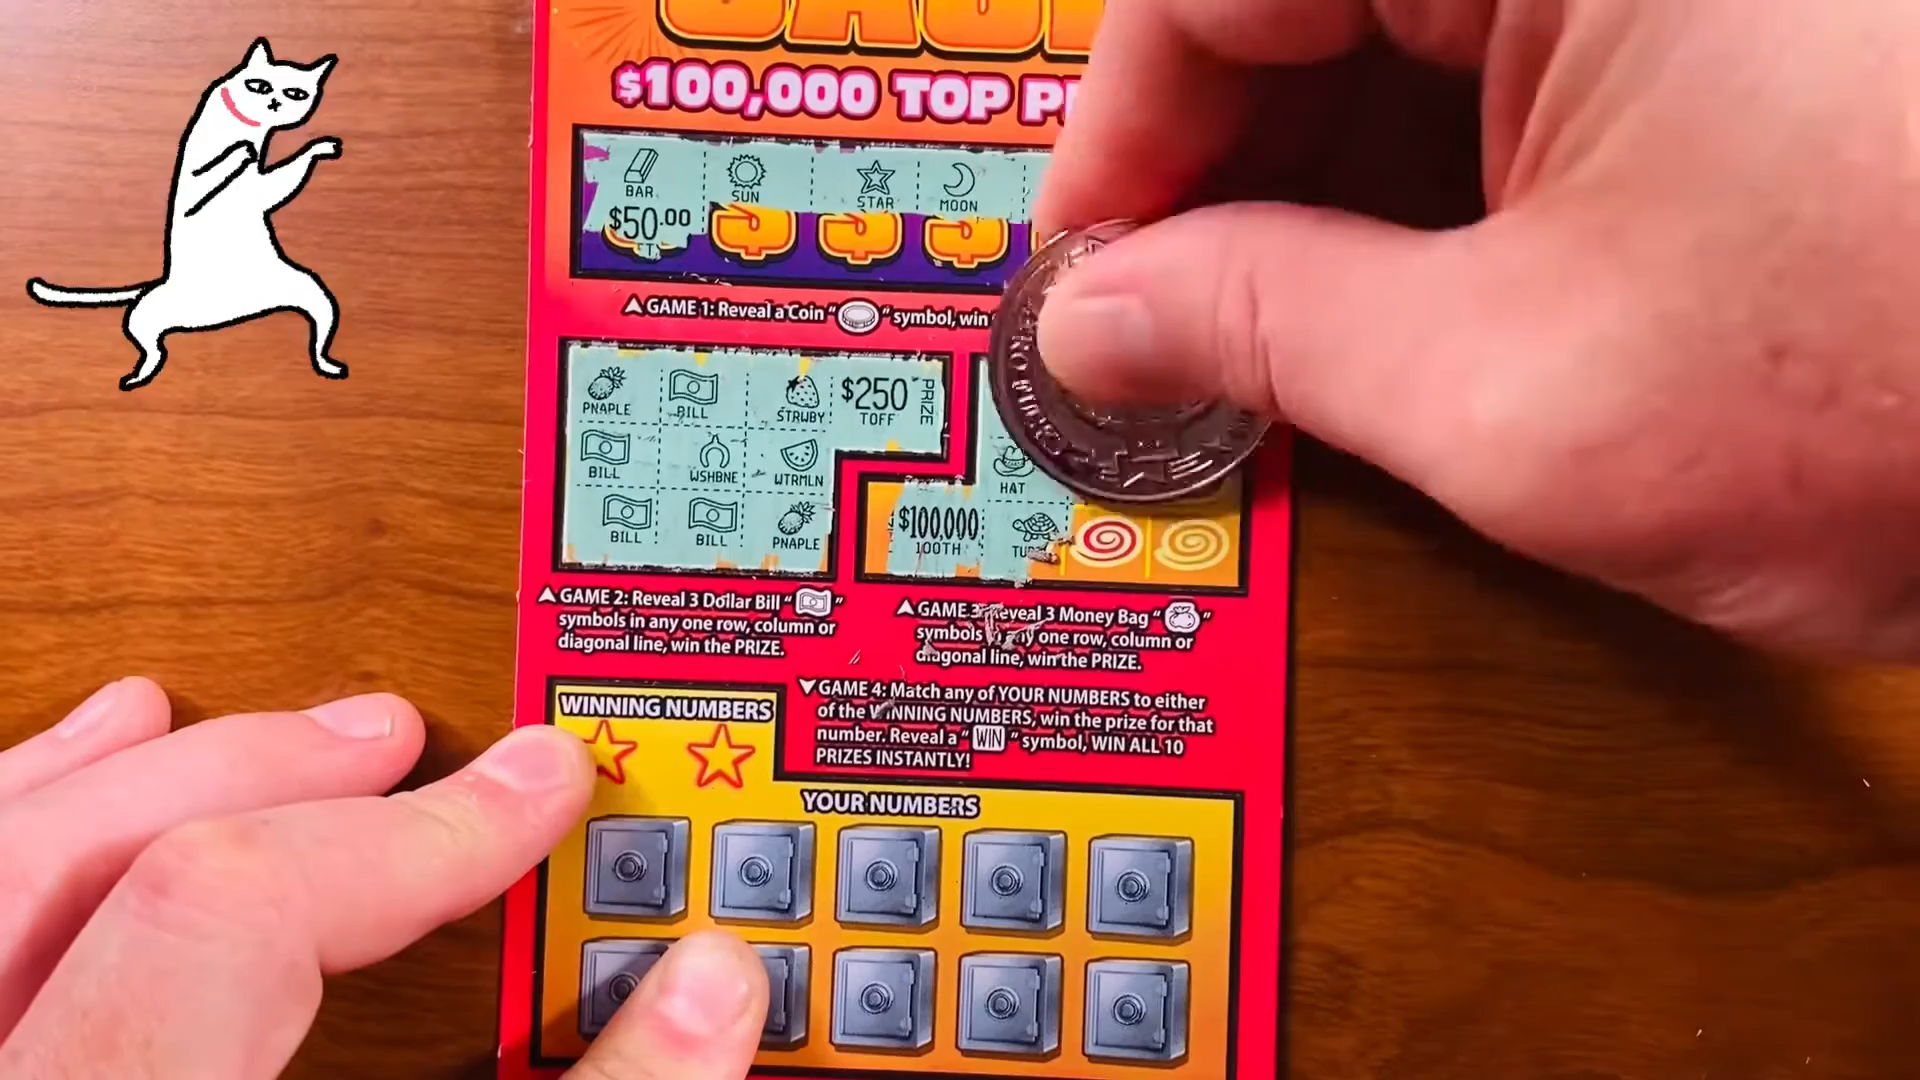 $100,000 TOP
BAR
SUN
STAR
MOON
$50.00
GAME 1: Reveal a Coin " " symbol, win
PNAPLE
BILL
STRWBY
$250
TOFF
PRIZE
BILL
WSHBNE
WTRMLN
BILL
BILL
PNAPLE
HAT
$100,000
100TH
GAME 2: Reveal 3 Dollar Bill " "
symbols in any one row, column or
diagonal line, win the PRIZE.
GAME 3: Reveal 3 Money Bag " "
symbols in any one row, column or
diagonal line, win the PRIZE.
WINNING NUMBERS
GAME 4: Match any of YOUR NUMBERS to either
of the WINNING NUMBERS, win the prize for that
number. Reveal a "WIN" symbol, WIN ALL 10
PRIZES INSTANTLY!
YOUR NUMBERS